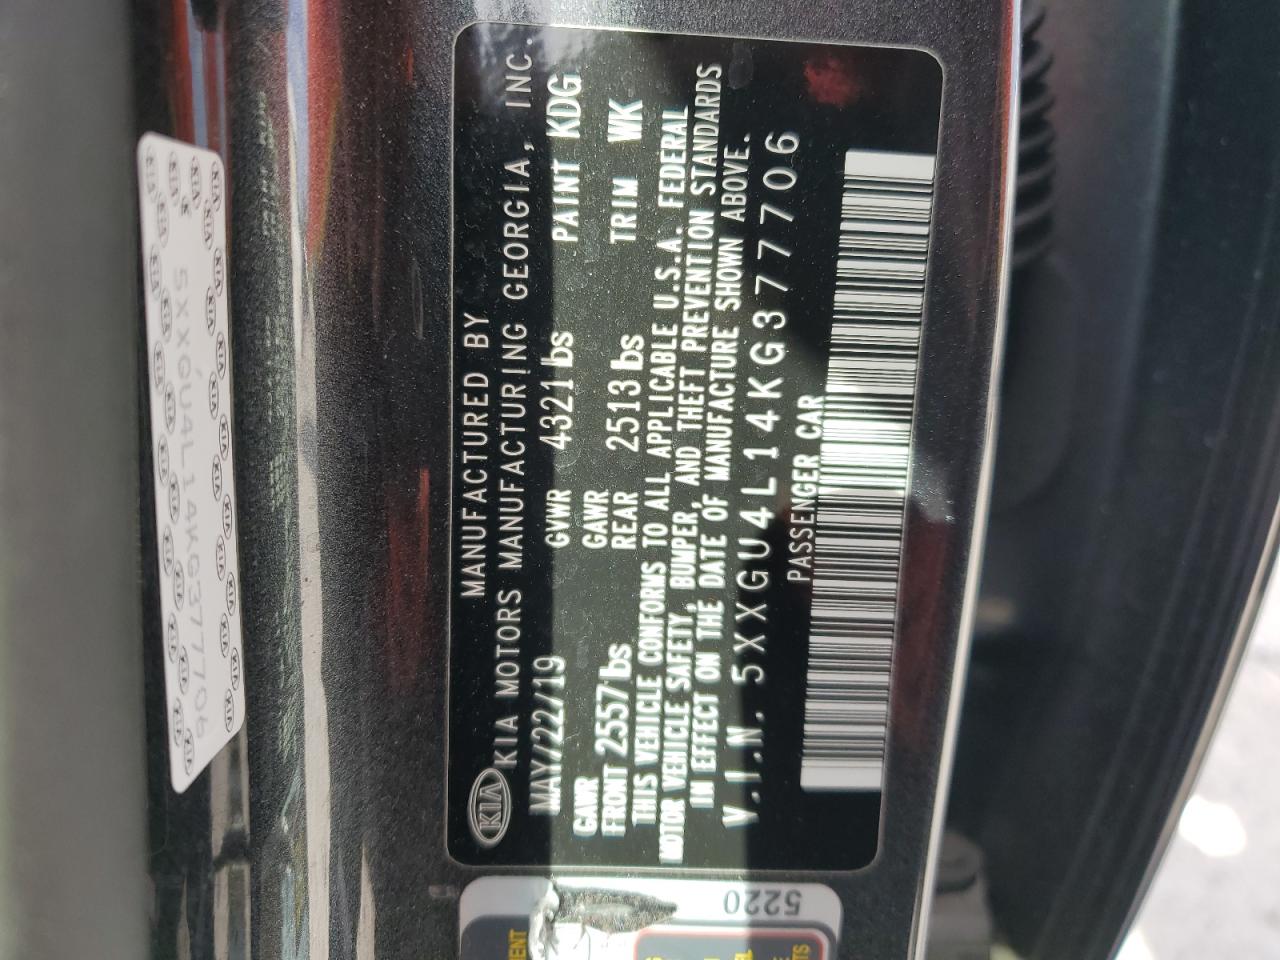 MANUFACTURED BY
KIA KIA MOTORS MANUFACTURING GEORGIA, INC.
MAY/22/19 GVWR 4321 lbs PAINT KDG
GAWR FRONT 2557 lbs GAWR REAR 2513 lbs TRIM WK
THIS VEHICLE CONFORMS TO ALL APPLICABLE U.S.A. FEDERAL
MOTOR VEHICLE SAFETY, BUMPER, AND THEFT PREVENTION STANDARDS
IN EFFECT ON THE DATE OF MANUFACTURE SHOWN ABOVE.
V.I.N. 5XXGU4L14KG377706
PASSENGER CAR
5XXGU4L14KG377706
5220